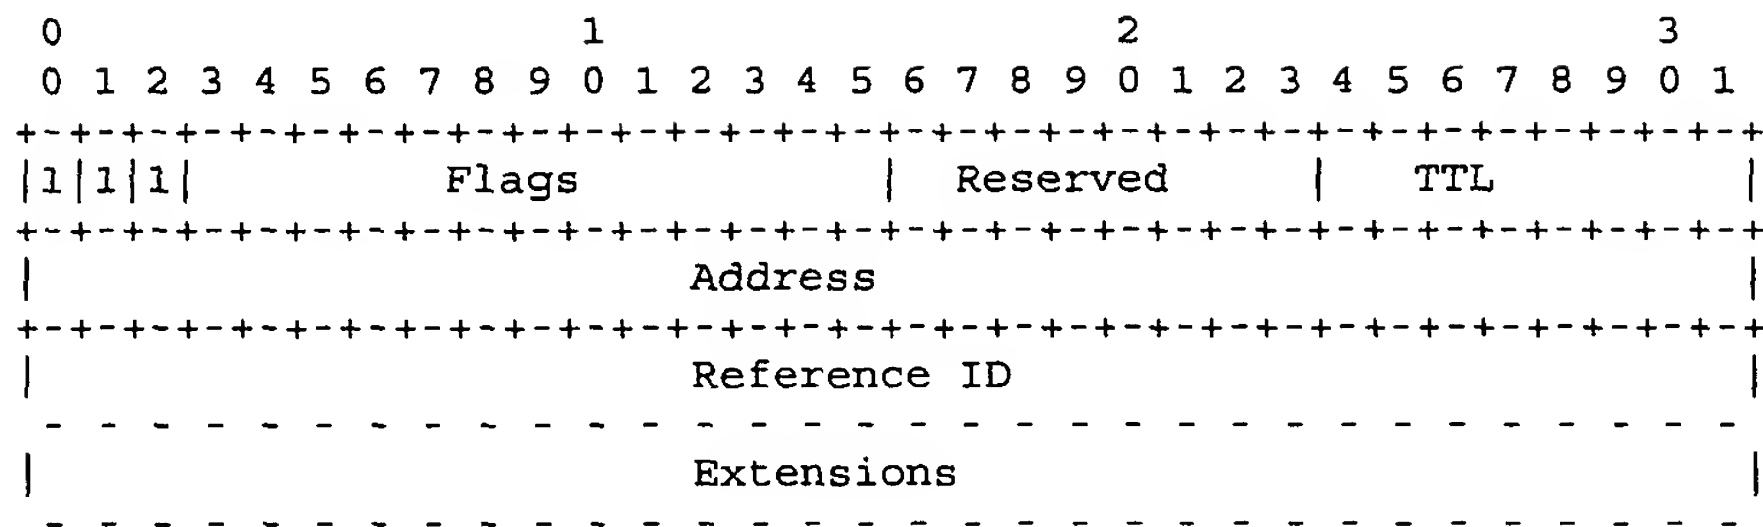 0 1 2 3
0 1 2 3 4 5 6 7 8 9 0 1 2 3 4 5 6 7 8 9 0 1 2 3 4 5 6 7 8 9 0 1
+-+-+-+-+-+-+-+-+-+-+-+-+-+-+-+-+-+-+-+-+-+-+-+-+-+-+-+-+-+-+-+-+
|1|1|1| Flags | Reserved | TTL |
+-+-+-+-+-+-+-+-+-+-+-+-+-+-+-+-+-+-+-+-+-+-+-+-+-+-+-+-+-+-+-+-+
| Address |
+-+-+-+-+-+-+-+-+-+-+-+-+-+-+-+-+-+-+-+-+-+-+-+-+-+-+-+-+-+-+-+-+
| Reference ID |
- - - - - - - - - - - - - - - - - - - - - - - - - - - - - - - -
| Extensions |
- - - - - - - - - - - - - - - - - - - - - - - - - - - - - - - -